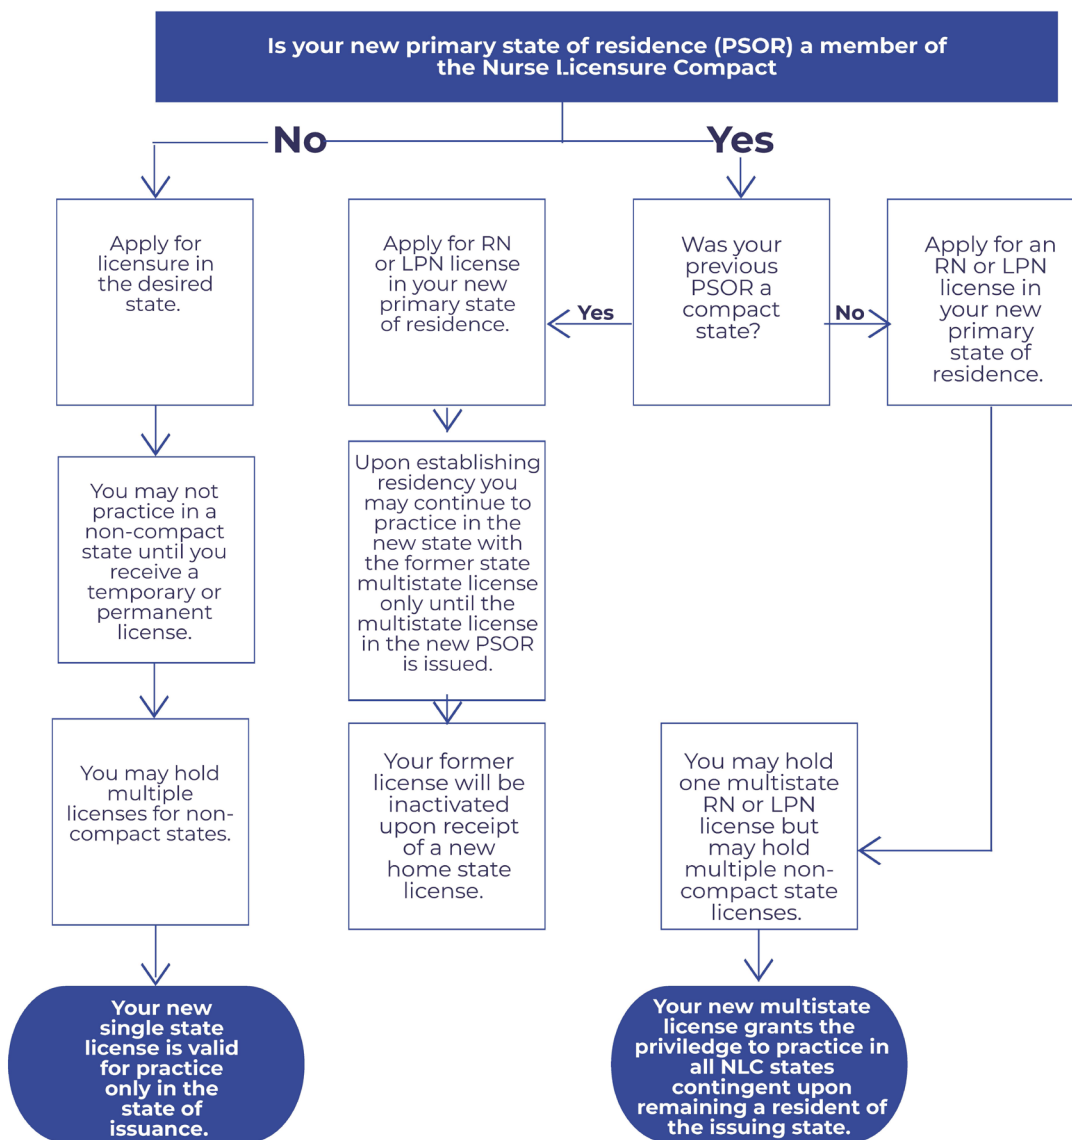 Is your new primary state of residence (PSOR) a member of
the Nurse Licensure Compact
No
Yes
Apply for
licensure in
the desired
state.
Apply for RN
or LPN license
in your new
primary state
of residence.
Yes
Was your
previous
PSOR a
compact
state?
No
Apply for an
RN or LPN
license in
your new
primary
state of
residence.
You may not
practice in a
non-compact
state until you
receive a
temporary or
permanent
license.
Upon establishing
residency you
may continue to
practice in the
new state with
the former state
multistate license
only until the
multistate license
in the new PSOR
is issued.
You may hold
multiple
licenses for non-
compact states.
Your former
license will be
inactivated
upon receipt
of a new
home state
license.
You may hold
one multistate
RN or LPN
license but
may hold
multiple non-
compact state
licenses.
Your new
single state
license is valid
for practice
only in the
state of
issuance.
Your new multistate
license grants the
priviledge to practice in
all NLC states
contingent upon
remaining a resident of
the issuing state.